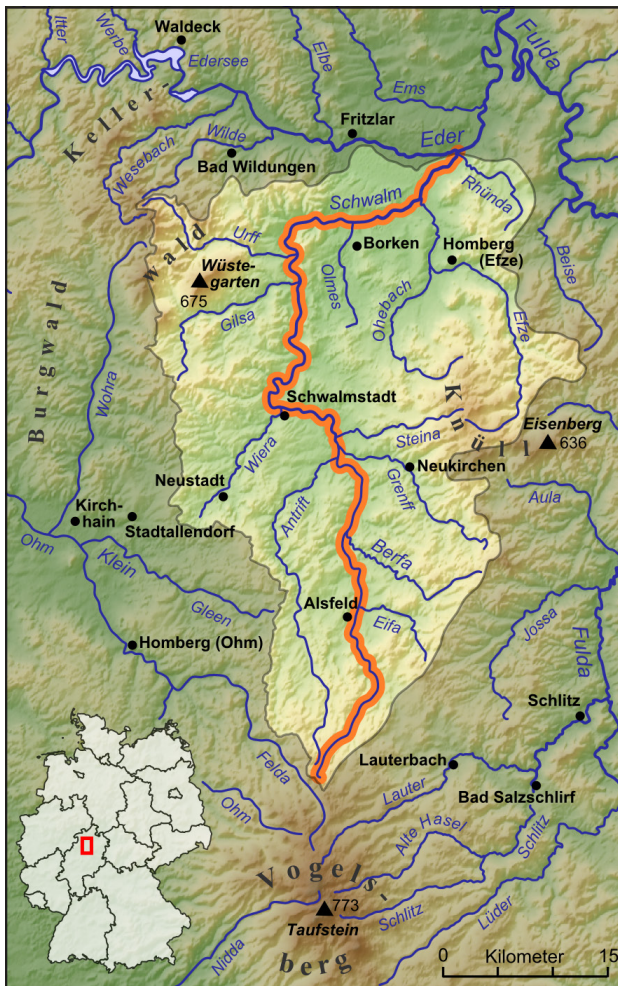 Waldeck
Itter
Werbe
Edersee
Elbe
Ems
Fulda
Keller-
wald
Fritzlar
Eder
Wesebach
Wilde
Bad Wildungen
Schwalm
Rhünda
Urff
Borken
Homberg
(Efze)
Beise
Wüste-
garten
675
Olmes
Ohebach
Efze
Gilsa
Burgwald
Wohra
Schwalmstadt
Knüll
Eisenberg
636
Steina
Wiera
Neukirchen
Neustadt
Antrift
Grenff
Aula
Kirch-
hain
Stadtallendorf
Ohm
Klein
Gleen
Berfa
Alsfeld
Eifa
Jossa
Fulda
Homberg (Ohm)
Schlitz
Felda
Lauterbach
Lauter
Bad Salzschlirf
Ohm
Alte Hasel
Schlitz
Vogels-
berg
773
Taufstein
Schlitz
Lüder
Nidda
0 Kilometer 15